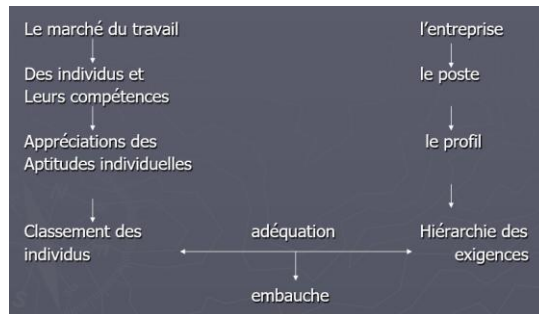 Le marché du travail
l'entreprise
Des individus et
Leurs compétences
le poste
Appréciations des
Aptitudes individuelles
le profil
Classement des
individus
adéquation
Hiérarchie des
exigences
embauche